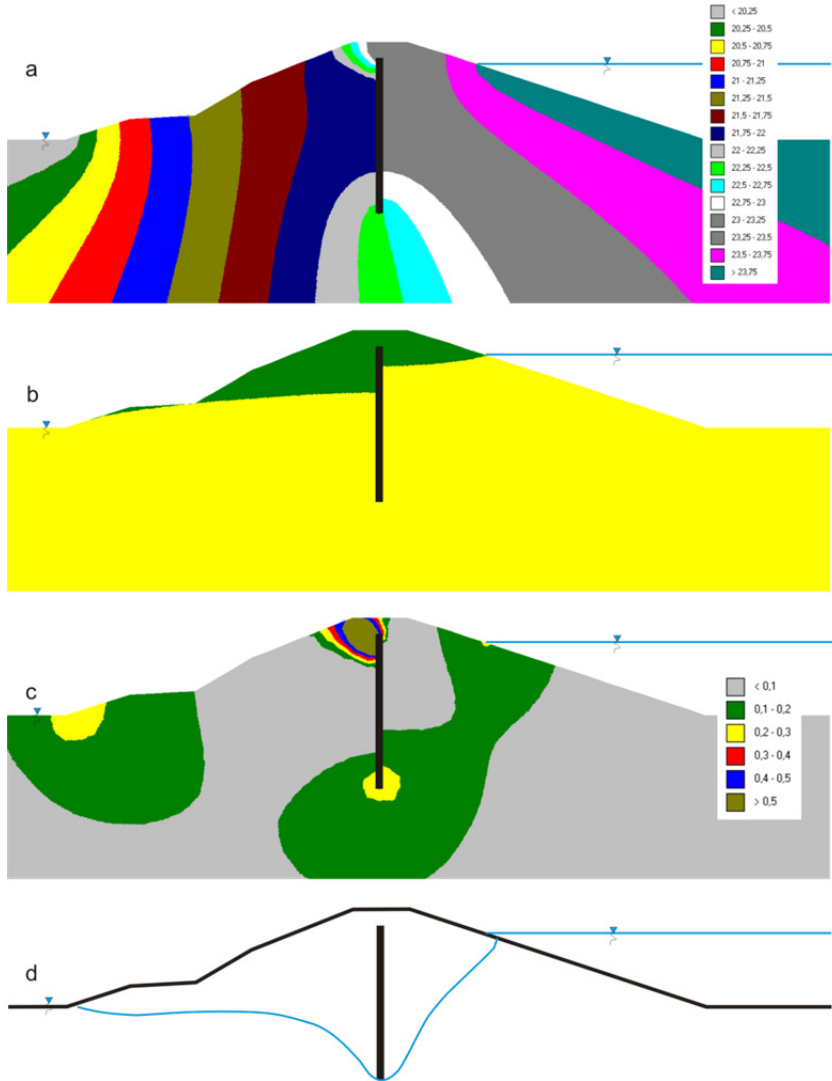 a
< 20,25
20,25 - 20,5
20,5 - 20,75
20,75 - 21
21 - 21,25
21,25 - 21,5
21,5 - 21,75
21,75 - 22
22 - 22,25
22,25 - 22,5
22,5 - 22,75
22,75 - 23
23 - 23,25
23,25 - 23,5
23,5 - 23,75
> 23,75
b
c
< 0,1
0,1 - 0,2
0,2 - 0,3
0,3 - 0,4
0,4 - 0,5
> 0,5
d